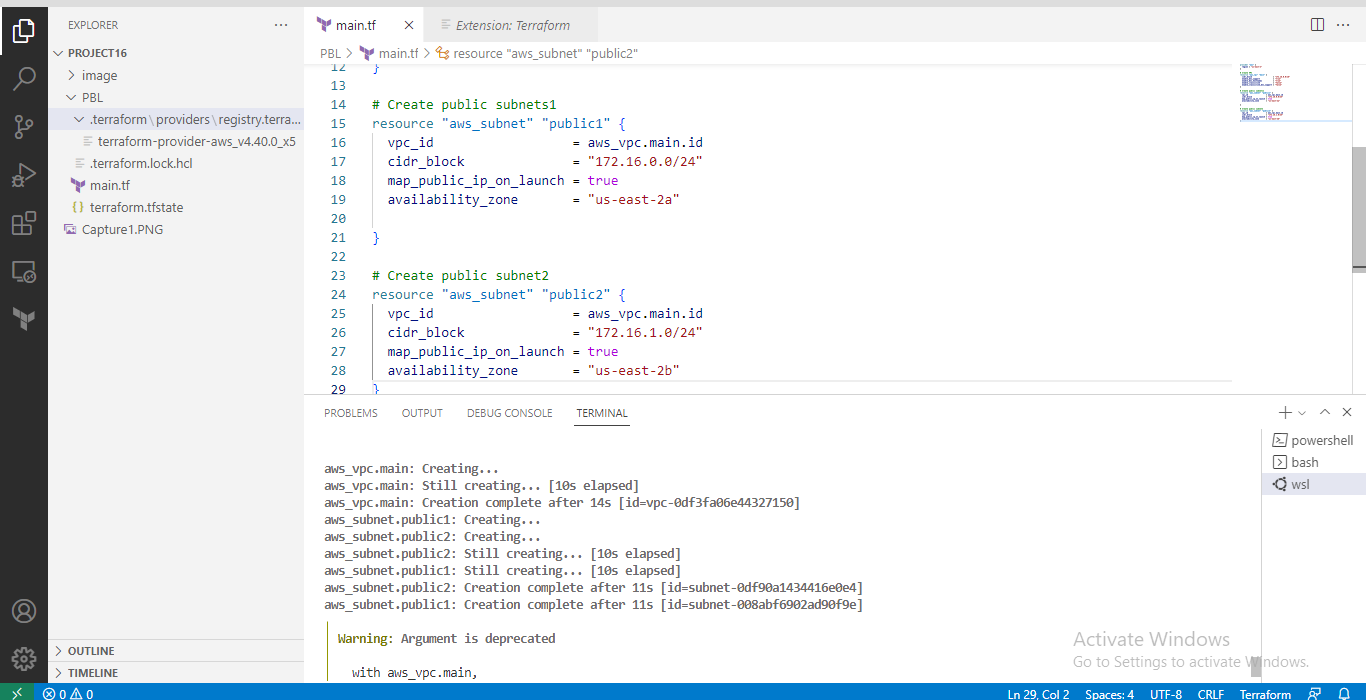 EXPLORER
PROJECT16
image
PBL
.terraform\providers\registry.terra...
terraform-provider-aws_v4.40.0_x5
.terraform.lock.hcl
main.tf
{} terraform.tfstate
Capture1.PNG
OUTLINE
TIMELINE
main.tf
Extension: Terraform
PBL > main.tf > resource "aws_subnet" "public2"
12 }
13
14 # Create public subnets1
15 resource "aws_subnet" "public1" {
16 vpc_id = aws_vpc.main.id
17 cidr_block = "172.16.0.0/24"
18 map_public_ip_on_launch = true
19 availability_zone = "us-east-2a"
20
21 }
22
23 # Create public subnet2
24 resource "aws_subnet" "public2" {
25 vpc_id = aws_vpc.main.id
26 cidr_block = "172.16.1.0/24"
27 map_public_ip_on_launch = true
28 availability_zone = "us-east-2b"
29 }
PROBLEMS OUTPUT DEBUG CONSOLE TERMINAL
aws_vpc.main: Creating...
aws_vpc.main: Still creating... [10s elapsed]
aws_vpc.main: Creation complete after 14s [id=vpc-0df3fa06e44327150]
aws_subnet.public1: Creating...
aws_subnet.public2: Creating...
aws_subnet.public2: Still creating... [10s elapsed]
aws_subnet.public1: Still creating... [10s elapsed]
aws_subnet.public2: Creation complete after 11s [id=subnet-0df90a1434416e0e4]
aws_subnet.public1: Creation complete after 11s [id=subnet-008abf6902ad90f9e]
Warning: Argument is deprecated
with aws_vpc.main,
powershell
bash
wsl
Activate Windows
Go to Settings to activate Windows.
0 0
Ln 29, Col 2 Spaces: 4 UTF-8 CRLF Terraform